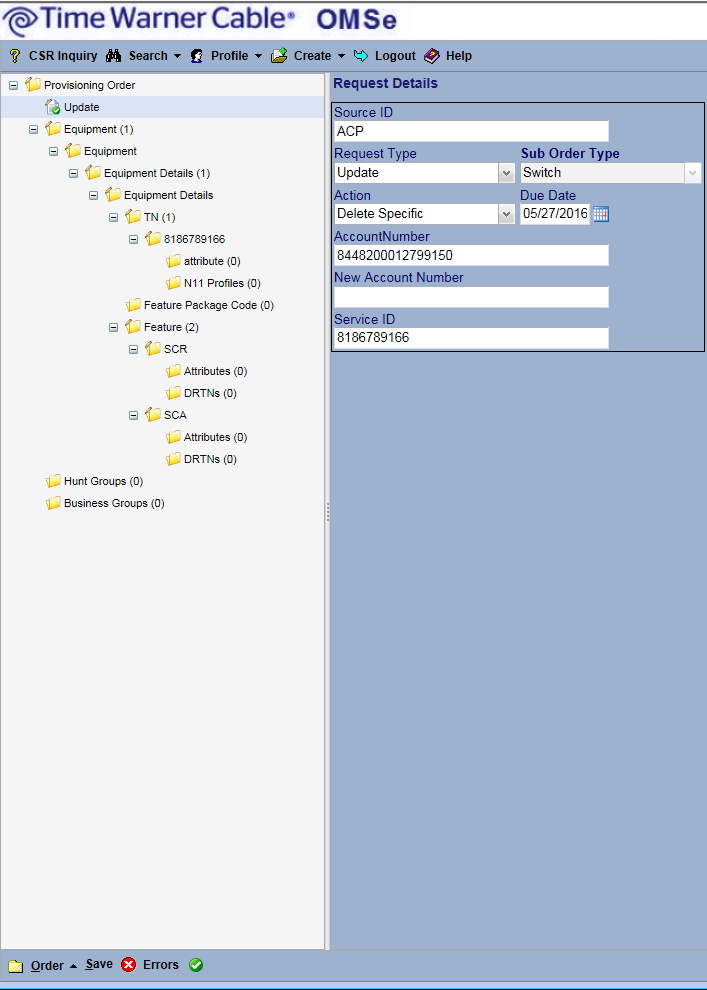 Time Warner Cable® OMSe
CSR Inquiry Search Profile Create Logout Help
Provisioning Order
Update
Equipment (1)
Equipment
Equipment Details (1)
Equipment Details
TN (1)
8186789166
attribute (0)
N11 Profiles (0)
Feature Package Code (0)
Feature (2)
SCR
Attributes (0)
DRTNs (0)
SCA
Attributes (0)
DRTNs (0)
Hunt Groups (0)
Business Groups (0)
Request Details
Source ID
ACP
Request Type Sub Order Type
Update Switch
Action Due Date
Delete Specific 05/27/2016
AccountNumber
8448200012799150
New Account Number
Service ID
8186789166
Order Save Errors